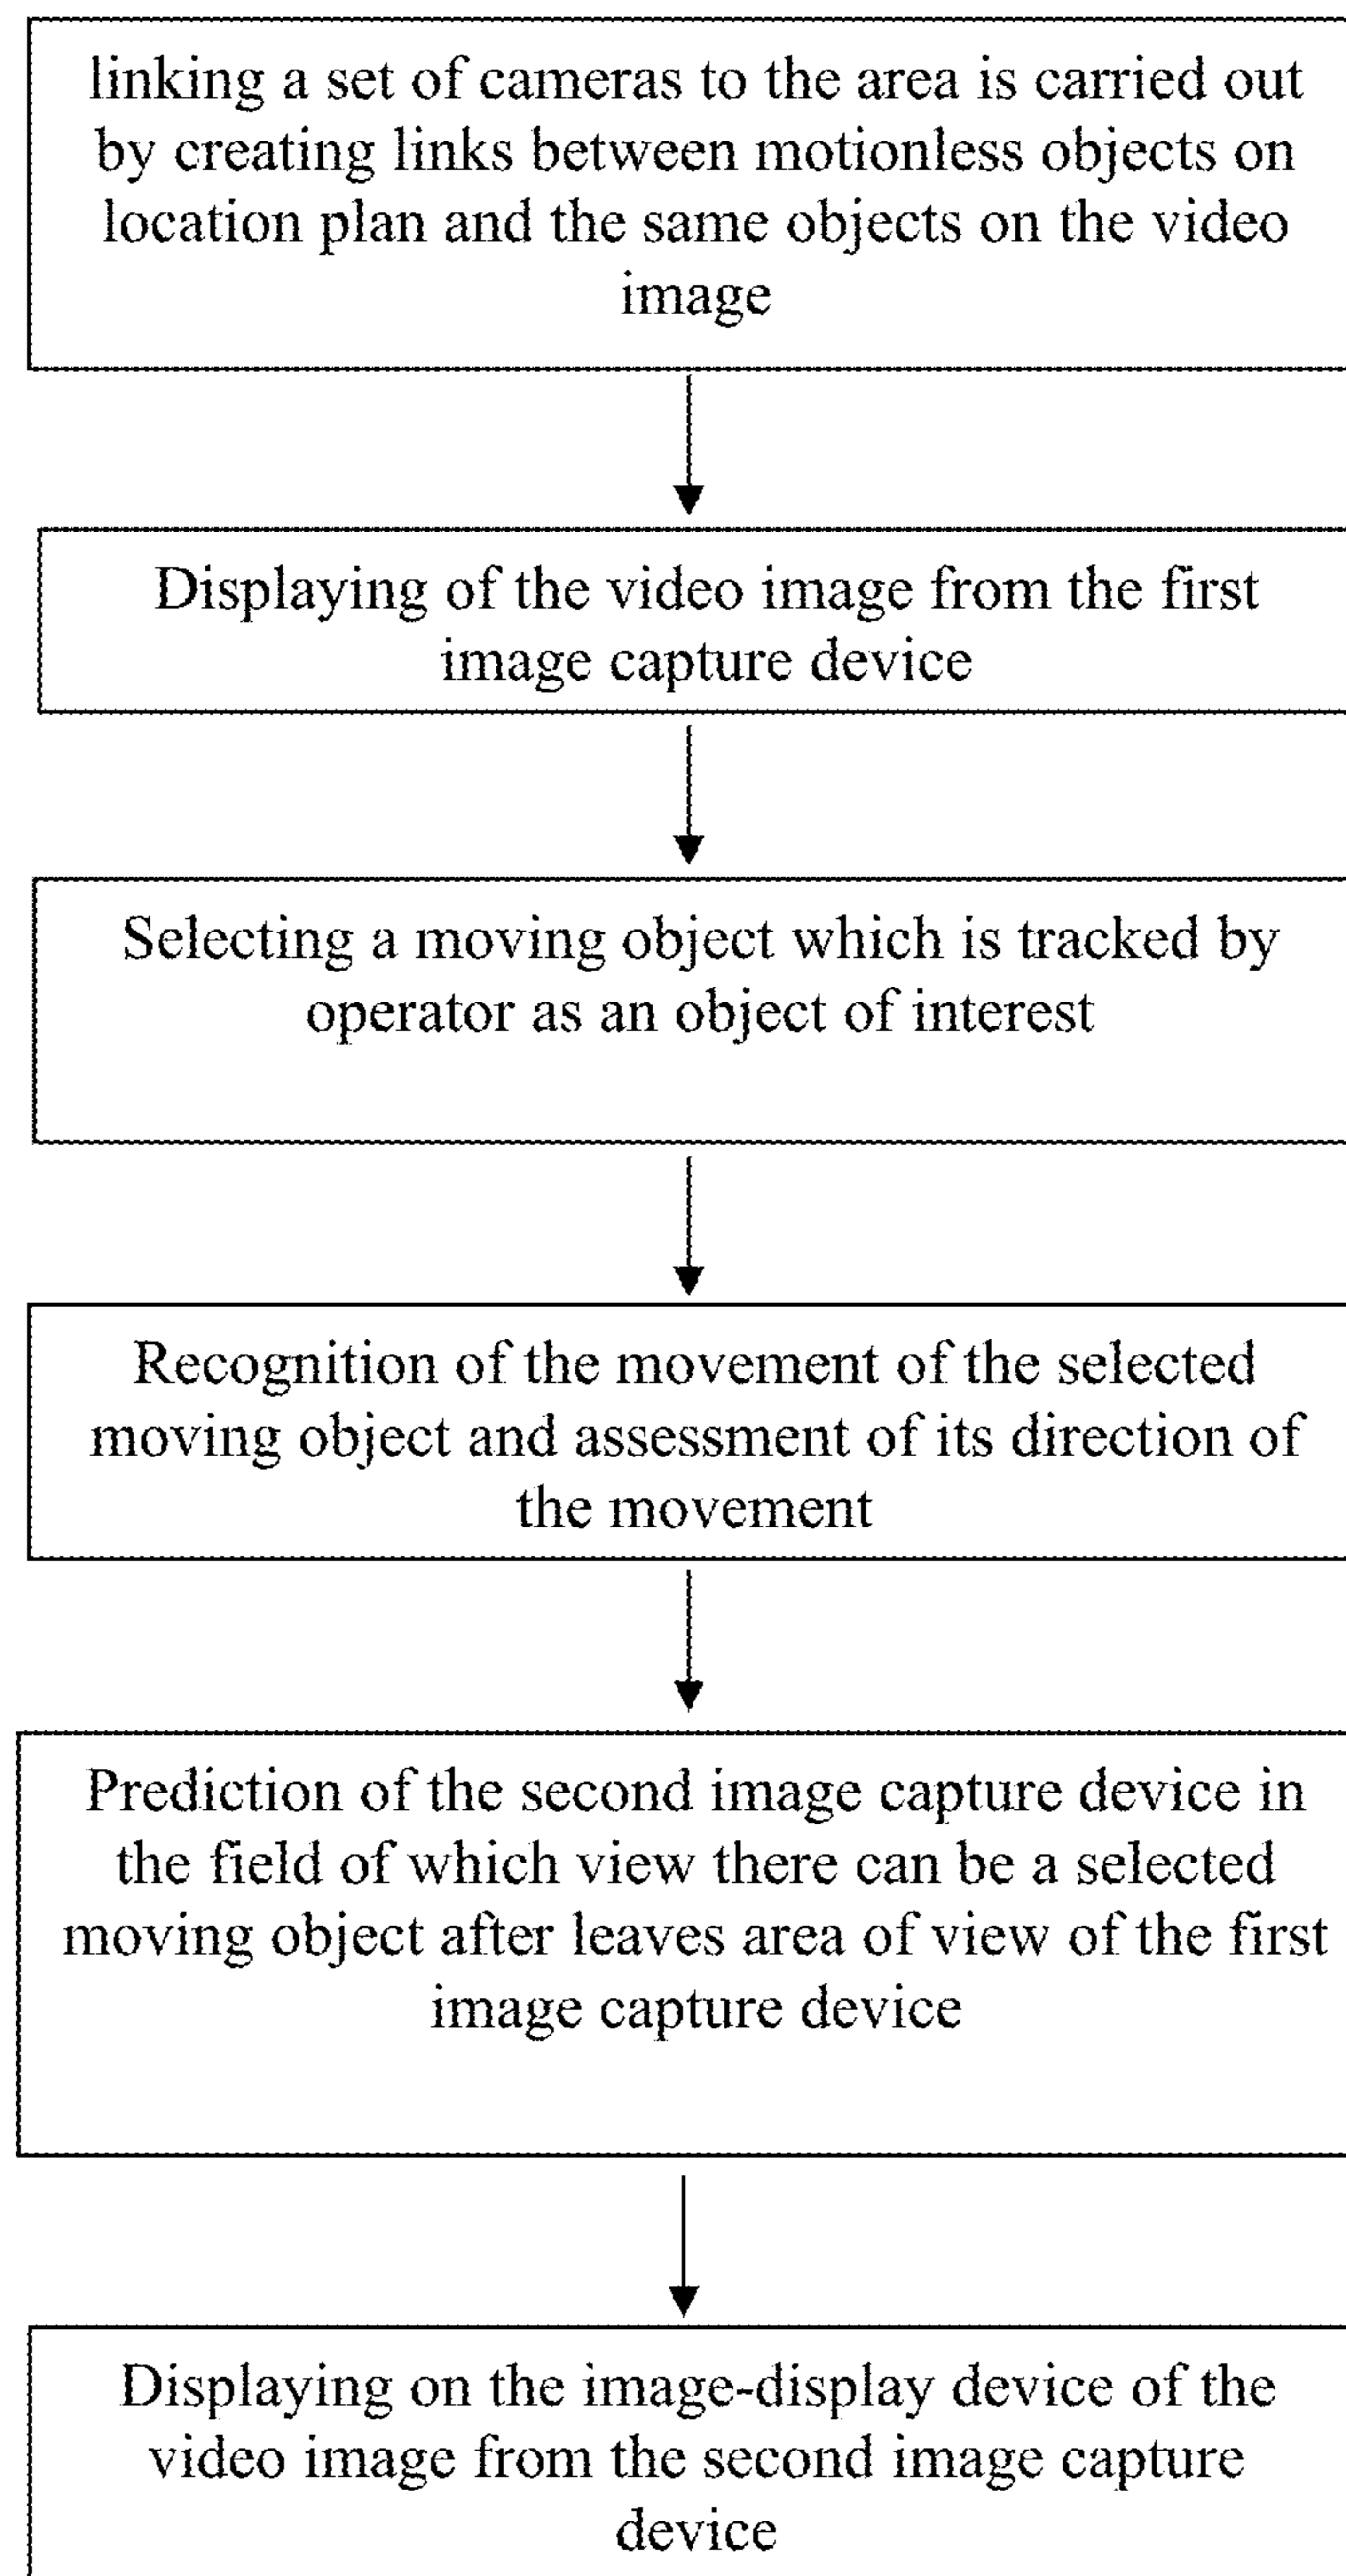 linking a set of cameras to the area is carried out
by creating links between motionless objects on
location plan and the same objects on the video
image
Displaying of the video image from the first
image capture device
Selecting a moving object which is tracked by
operator as an object of interest
Recognition of the movement of the selected
moving object and assessment of its direction of
the movement
Prediction of the second image capture device in
the field of which view there can be a selected
moving object after leaves area of view of the first
image capture device
Displaying on the image-display device of the
video image from the second image capture
device